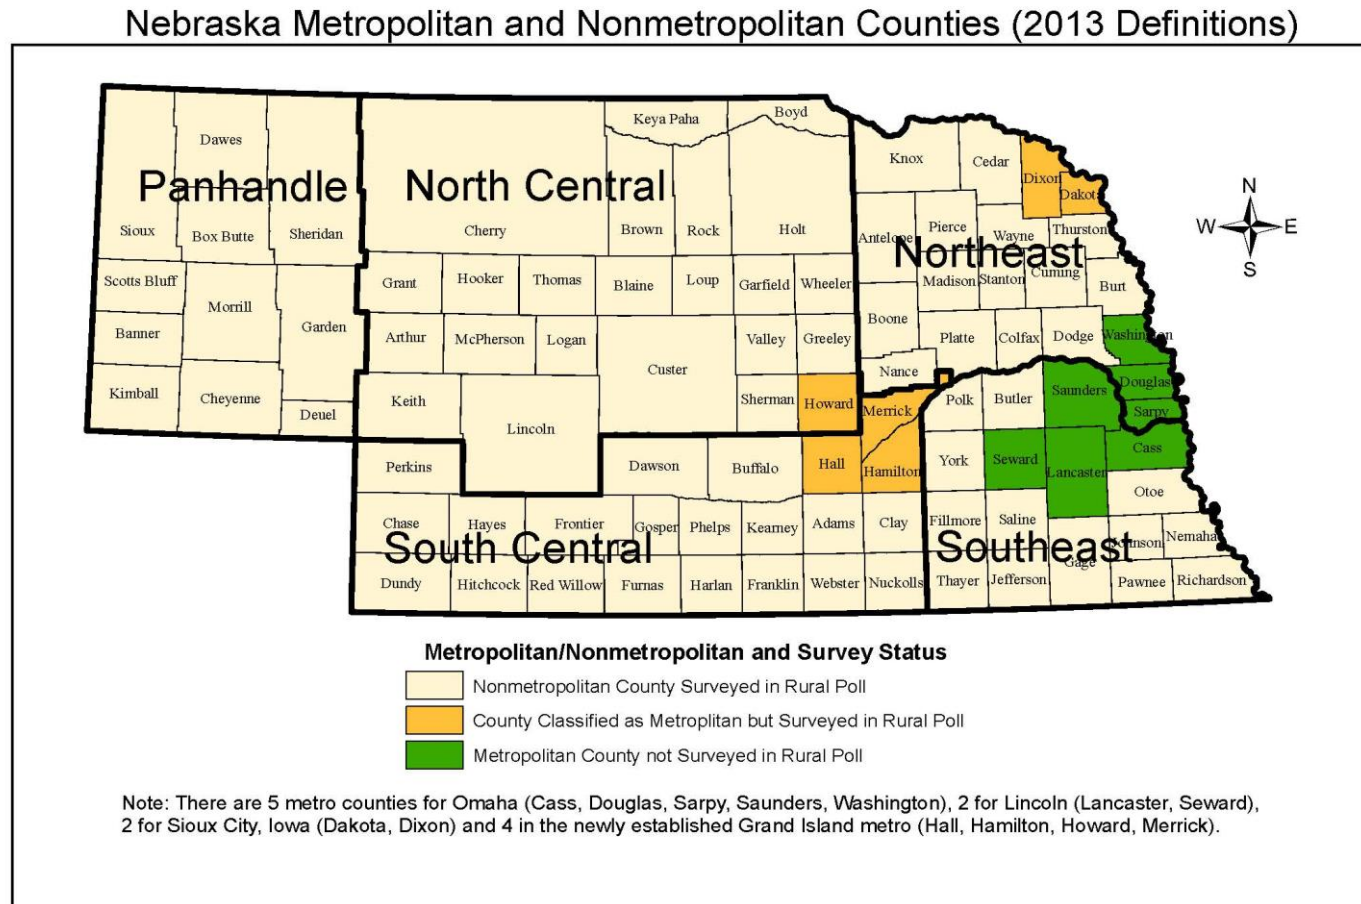 Nebraska Metropolitan and Nonmetropolitan Counties (2013 Definitions)
Keya Paha
Boyd
Dawes
Knox
Cedar
Dixon
Dakota
N
Panhandle
North Central
W
E
S
Sioux
Box Butte
Sheridan
Cherry
Brown
Rock
Holt
Antelope
Pierce
Wayne
Thurston
Northeast
Scotts Bluff
Morrill
Grant
Hooker
Thomas
Blaine
Loup
Garfield
Wheeler
Madison
Stanton
Cuming
Burt
Banner
Garden
Arthur
McPherson
Logan
Custer
Valley
Greeley
Boone
Platte
Colfax
Dodge
Washington
Nance
Kimball
Cheyenne
Deuel
Keith
Lincoln
Sherman
Howard
Merrick
Polk
Butler
Saunders
Douglas
Sarpy
Perkins
Dawson
Buffalo
Hall
Hamilton
York
Seward
Lancaster
Cass
Otoe
Chase
Hayes
Frontier
Gosper
Phelps
Kearney
Adams
Clay
Fillmore
Saline
Johnson
Nemaha
South Central
Southeast
Gage
Dundy
Hitchcock
Red Willow
Furnas
Harlan
Franklin
Webster
Nuckolls
Thayer
Jefferson
Pawnee
Richardson
Metropolitan/Nonmetropolitan and Survey Status
Nonmetropolitan County Surveyed in Rural Poll
County Classified as Metroplitan but Surveyed in Rural Poll
Metropolitan County not Surveyed in Rural Poll
Note: There are 5 metro counties for Omaha (Cass, Douglas, Sarpy, Saunders, Washington), 2 for Lincoln (Lancaster, Seward),
2 for Sioux City, Iowa (Dakota, Dixon) and 4 in the newly established Grand Island metro (Hall, Hamilton, Howard, Merrick).